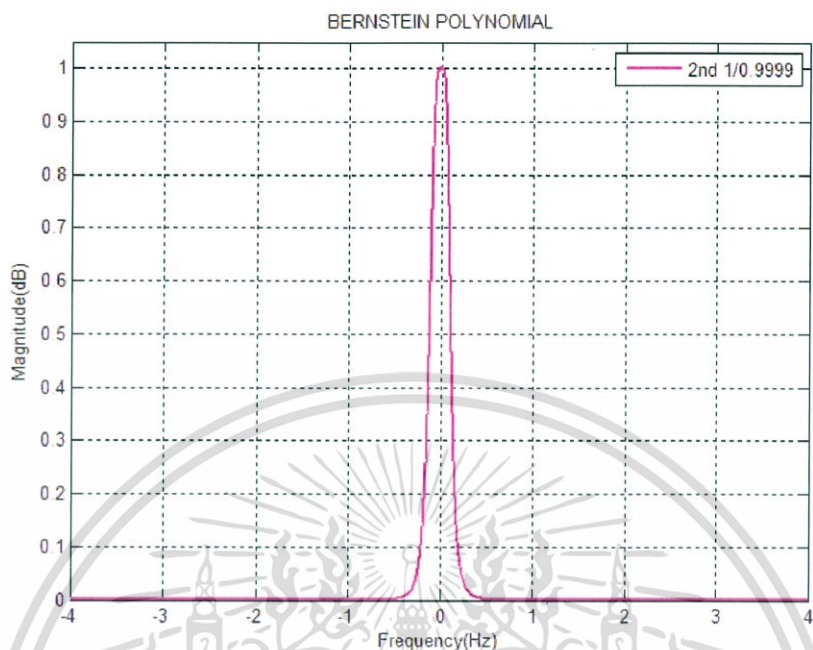 BERNSTEIN POLYNOMIAL
2nd 1/0.9999
Magnitude(dB)
1
0.9
0.8
0.7
0.6
0.5
0.4
0.3
0.2
0.1
0
-4 -3 -2 -1 0 1 2 3 4
Frequency(Hz)